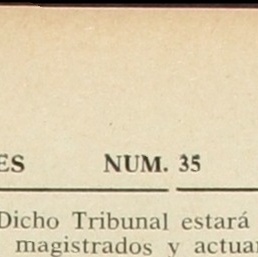 ES NUM. 35
Dicho Tribunal estará
magistrados y actuar